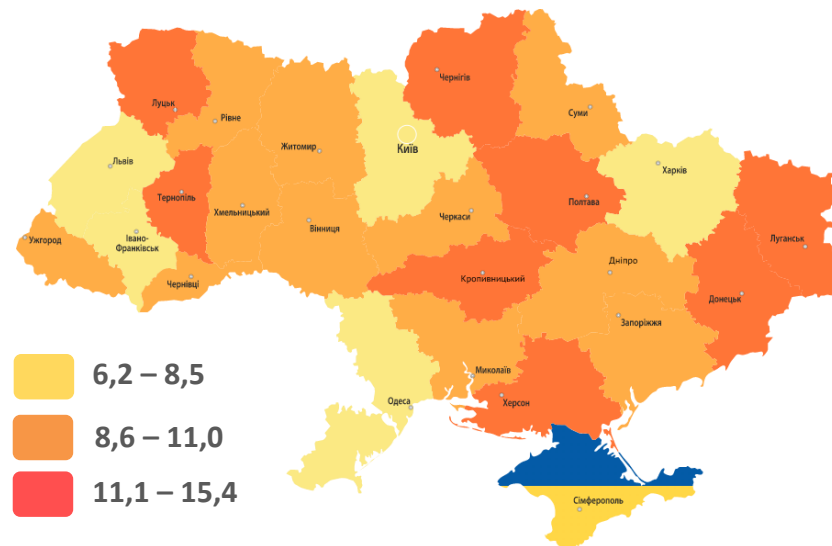 Чернігів
Луцьк
Суми
Рівне
Київ
Житомир
Львів
Харків
Тернопіль
Полтава
Хмельницький
Черкаси
Вінниця
Івано-
Франківськ
Ужгород
Луганськ
Дніпро
Кропивницький
Чернівці
Донецьк
Запоріжжя
Миколаїв
6,2 – 8,5
Одеса
Херсон
8,6 – 11,0
11,1 – 15,4
Сімферополь